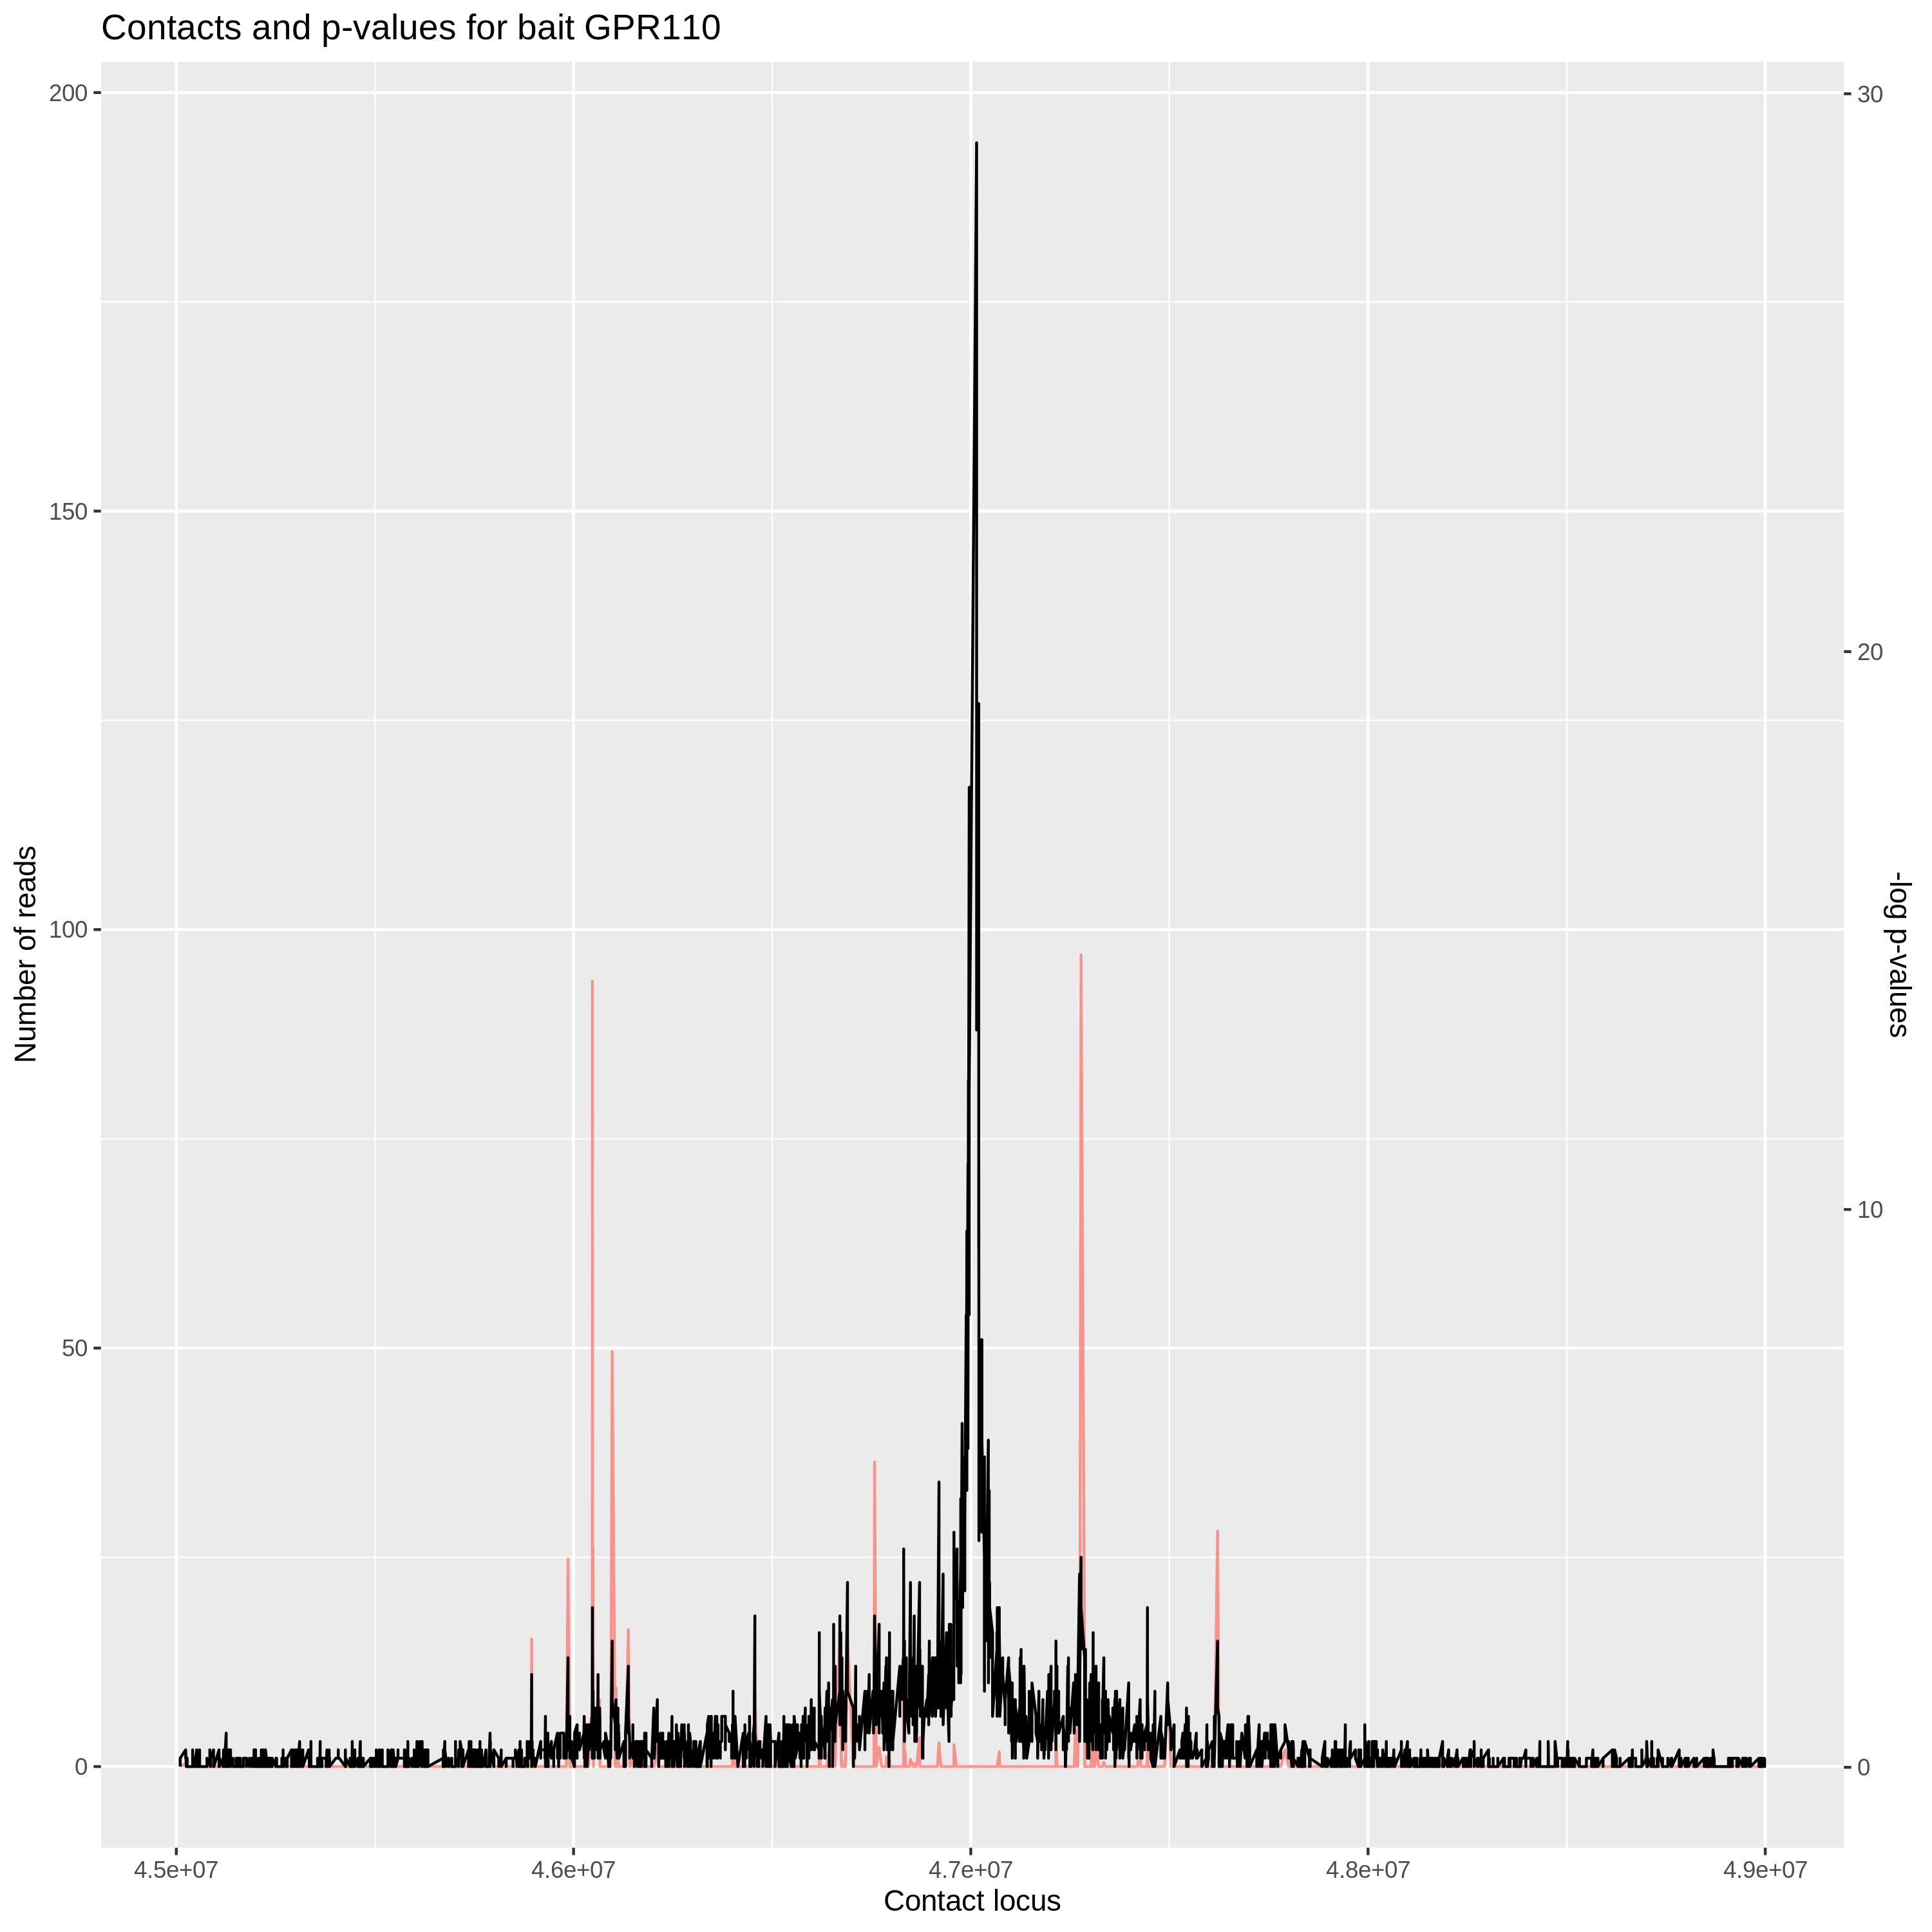 Contacts and p-values for bait GPR110
200
150
100
50
0
30
20
10
0
Number of reads
-log p-values
4.5e+07
4.6e+07
4.7e+07
4.8e+07
4.9e+07
Contact locus